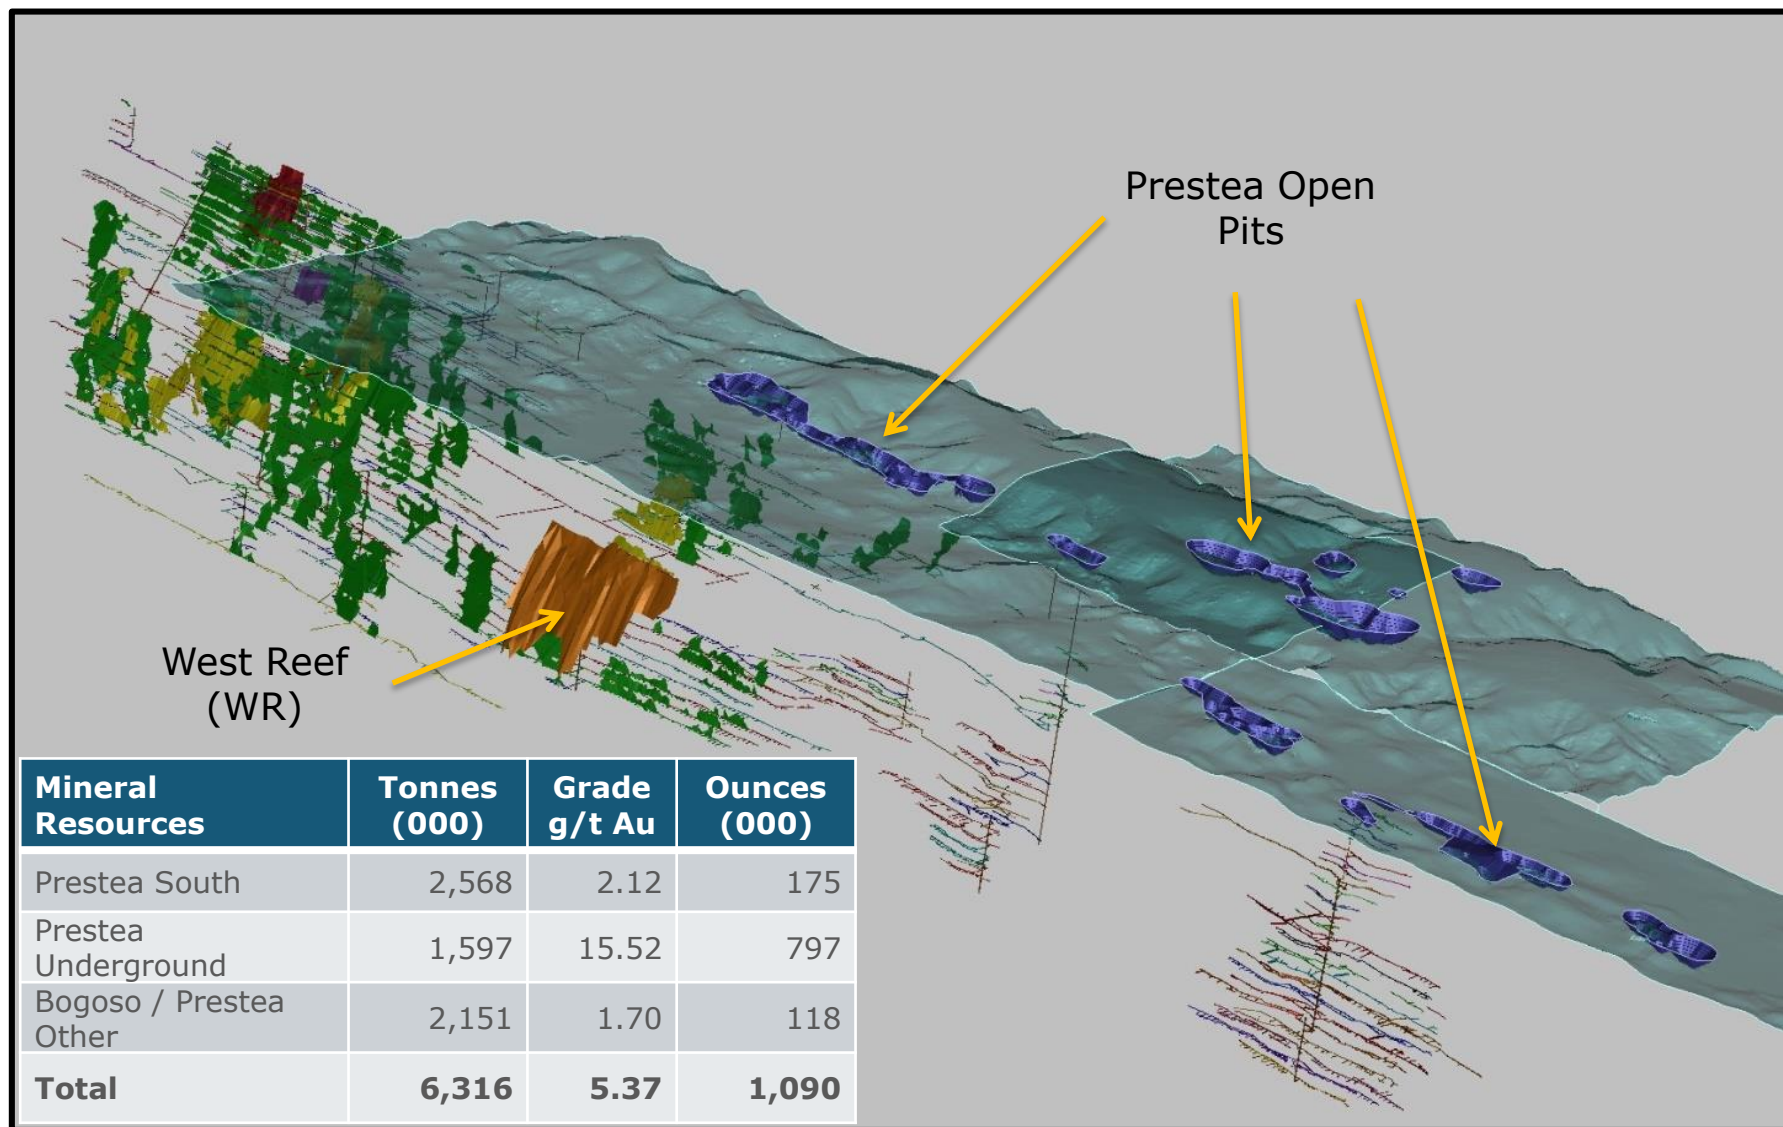 Prestea Open
Pits
West Reef
(WR)
Mineral Resources | Tonnes (000) | Grade g/t Au | Ounces (000)
Prestea South | 2,568 | 2.12 | 175
Prestea Underground | 1,597 | 15.52 | 797
Bogoso / Prestea Other | 2,151 | 1.70 | 118
Total | 6,316 | 5.37 | 1,090